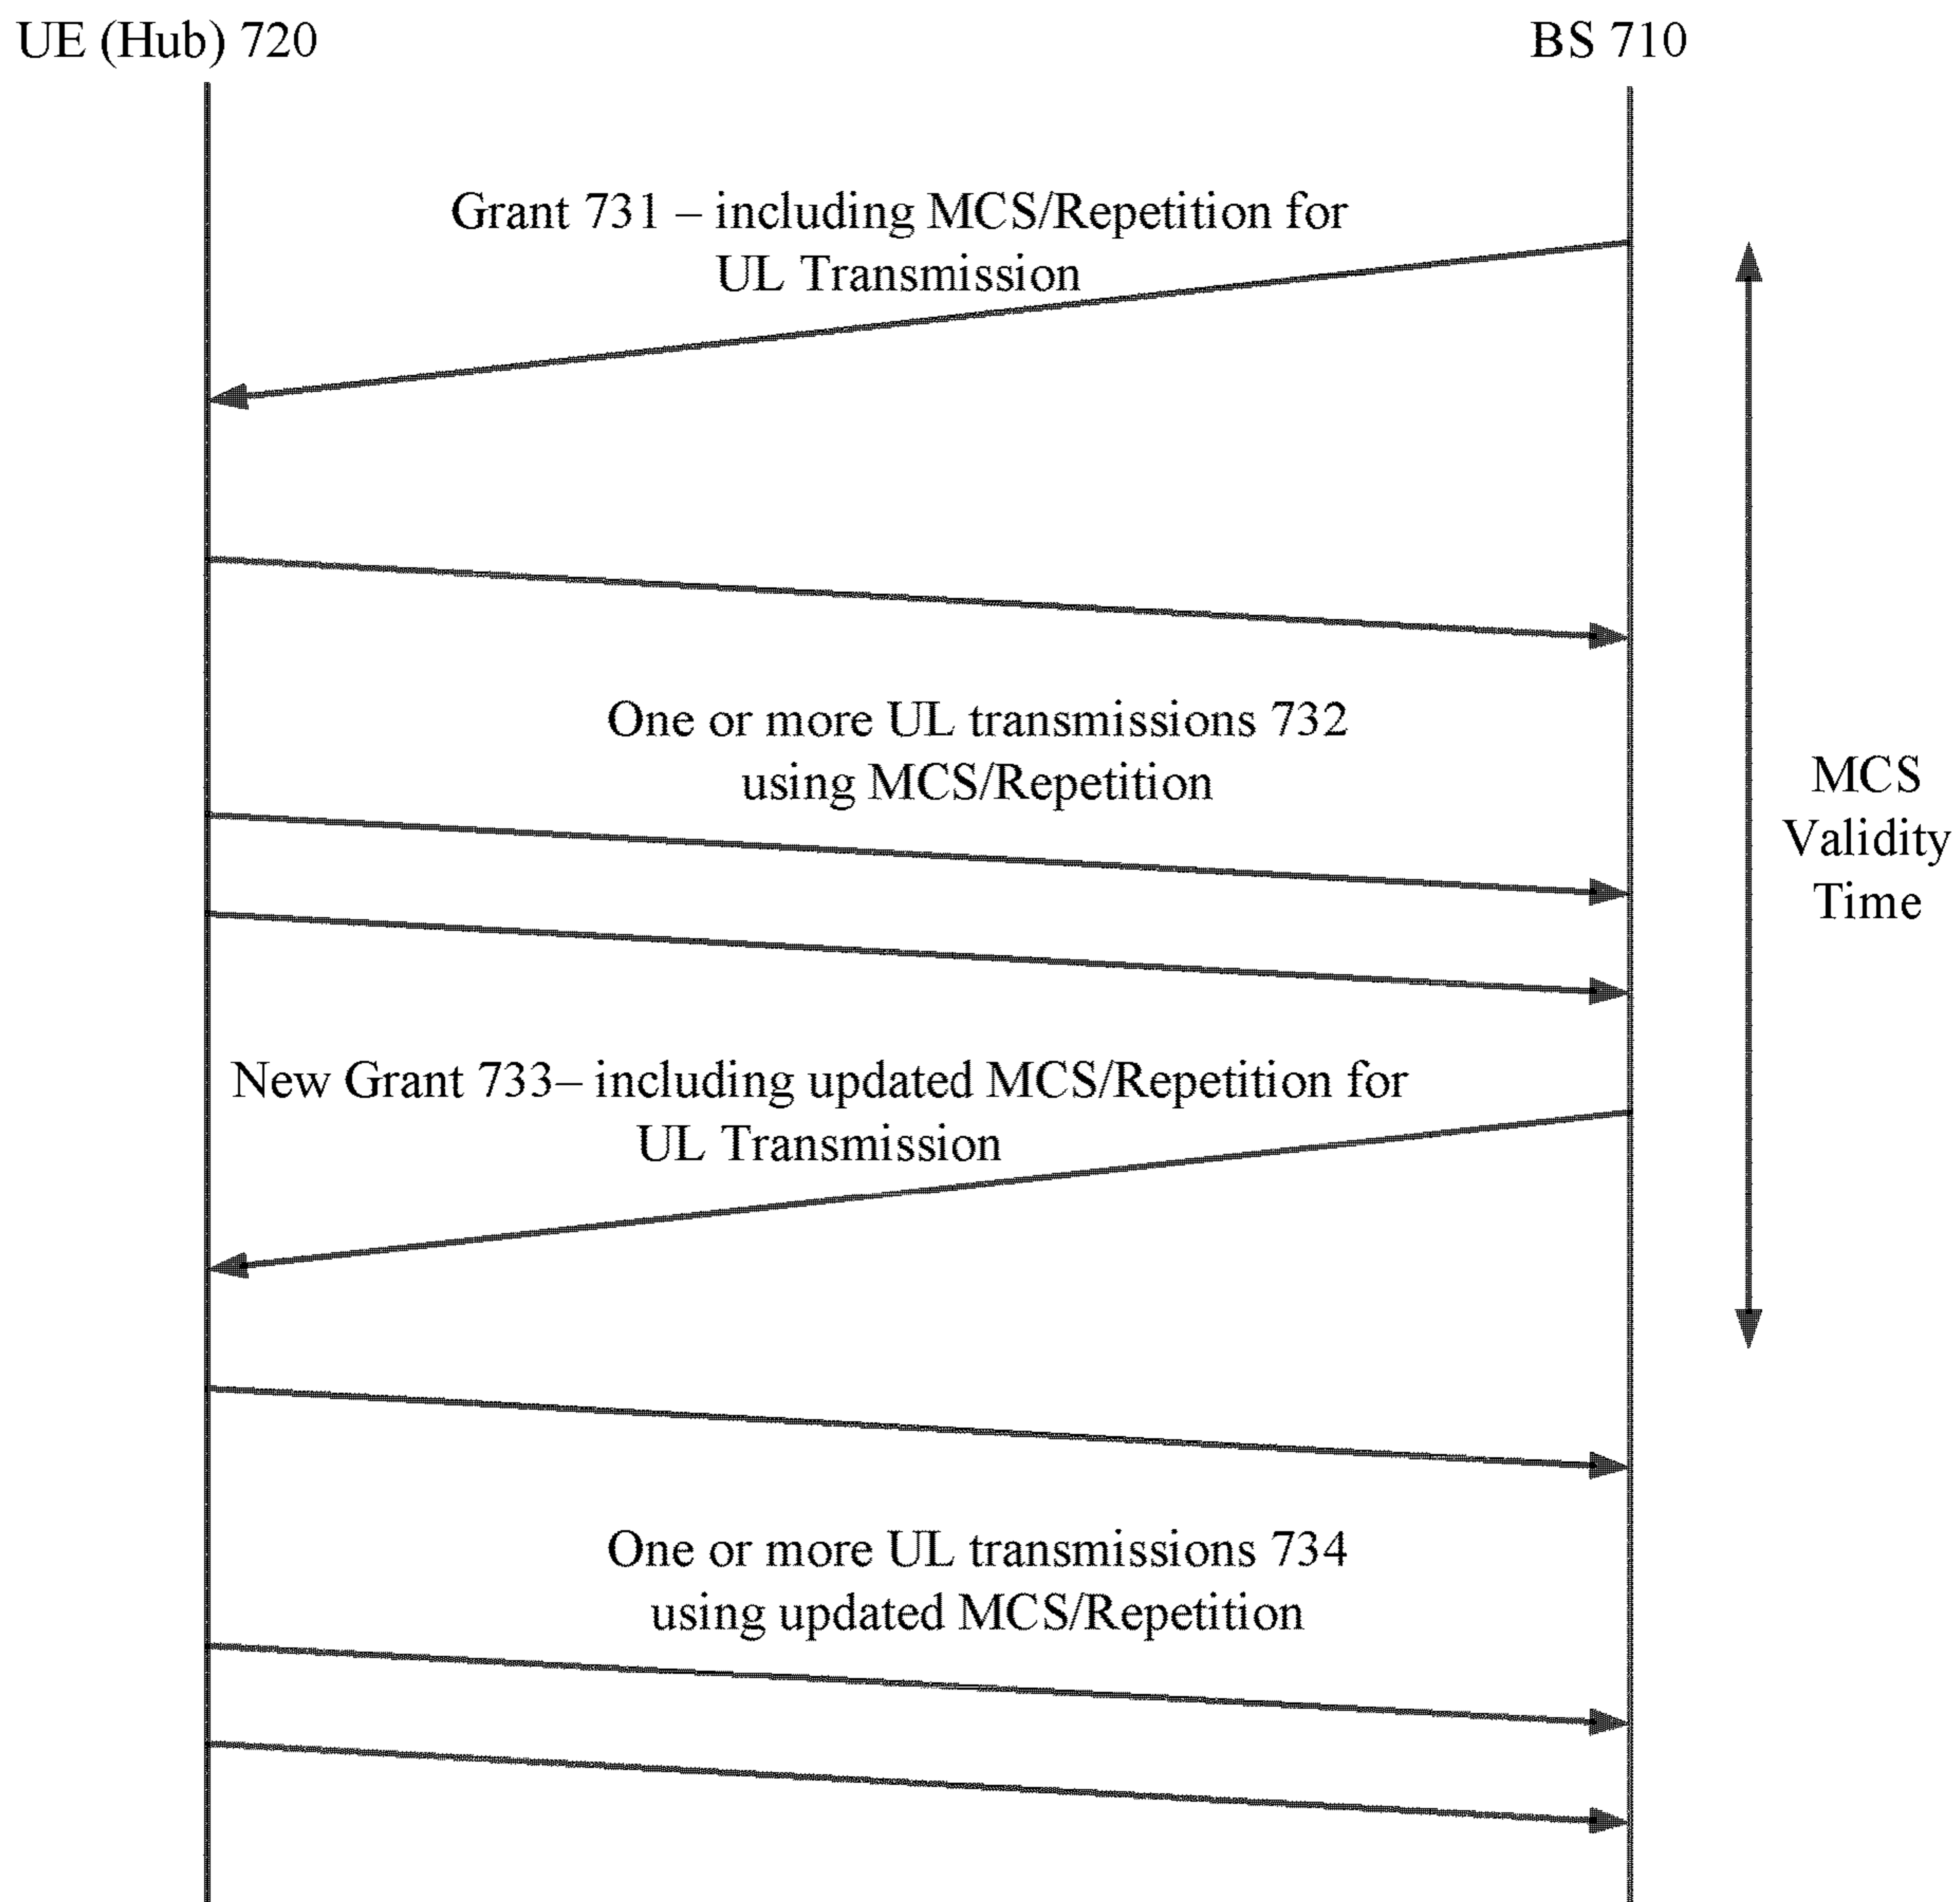 UE (Hub) 720
BS 710
Grant 731 – including MCS/Repetition for
UL Transmission
One or more UL transmissions 732
using MCS/Repetition
MCS
Validity
Time
New Grant 733– including updated MCS/Repetition for
UL Transmission
One or more UL transmissions 734
using updated MCS/Repetition